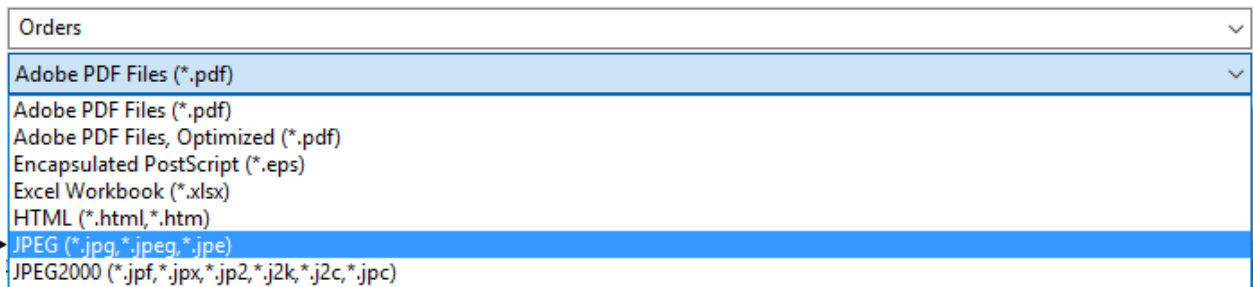 Orders
Adobe PDF Files (*.pdf)
Adobe PDF Files (*.pdf)
Adobe PDF Files, Optimized (*.pdf)
Encapsulated PostScript (*.eps)
Excel Workbook (*.xlsx)
HTML (*.html,*.htm)
JPEG (*.jpg,*.jpeg,*.jpe)
JPEG2000 (*.jpf,*.jpx,*.jp2,*.j2k,*.j2c,*.jpc)